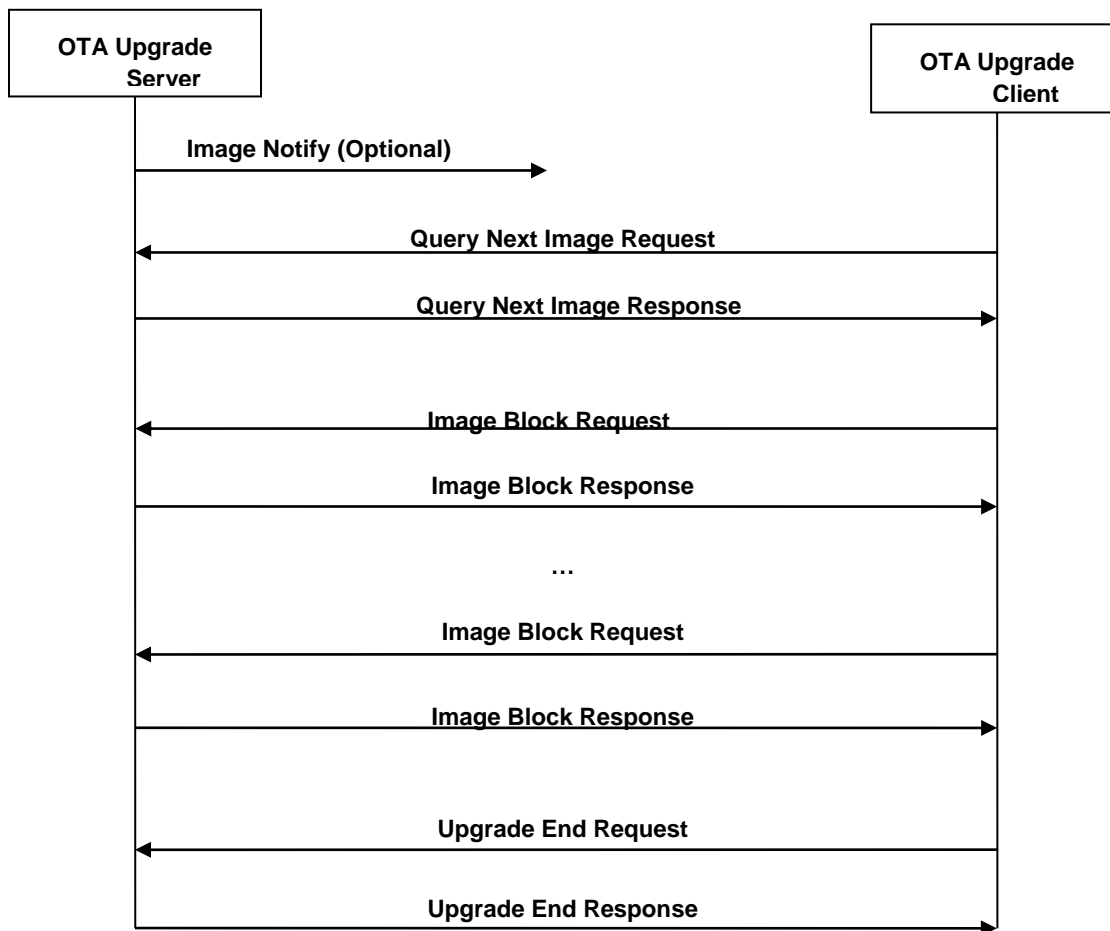 OTA Upgrade
Server
OTA Upgrade
Client
Image Notify (Optional)
Query Next Image Request
Query Next Image Response
Image Block Request
Image Block Response
…
Image Block Request
Image Block Response
Upgrade End Request
Upgrade End Response